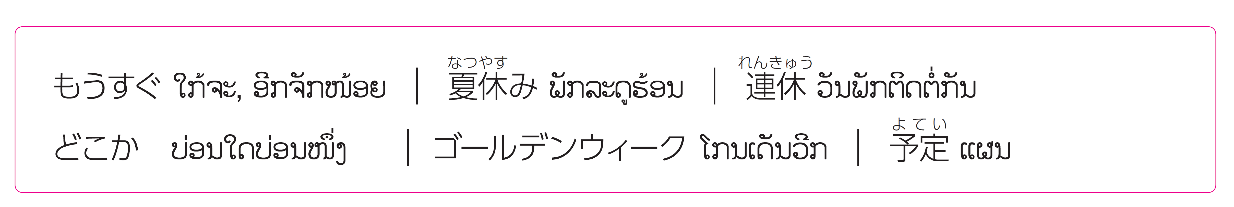 もうすぐ ໃກ້ຈະ, ອີກຈັກໜ້ອຍ | 夏休み ພັກລະດູຮ້ອນ | 連休 ວັນພັກຕິດຕໍ່ກັນ
なつやす れんきゅう
どこか ບ່ອນໃດບ່ອນໜຶ່ງ | ゴールデンウィーク ໂກນເດັນວີກ | 予定 ແຜນ
よてい